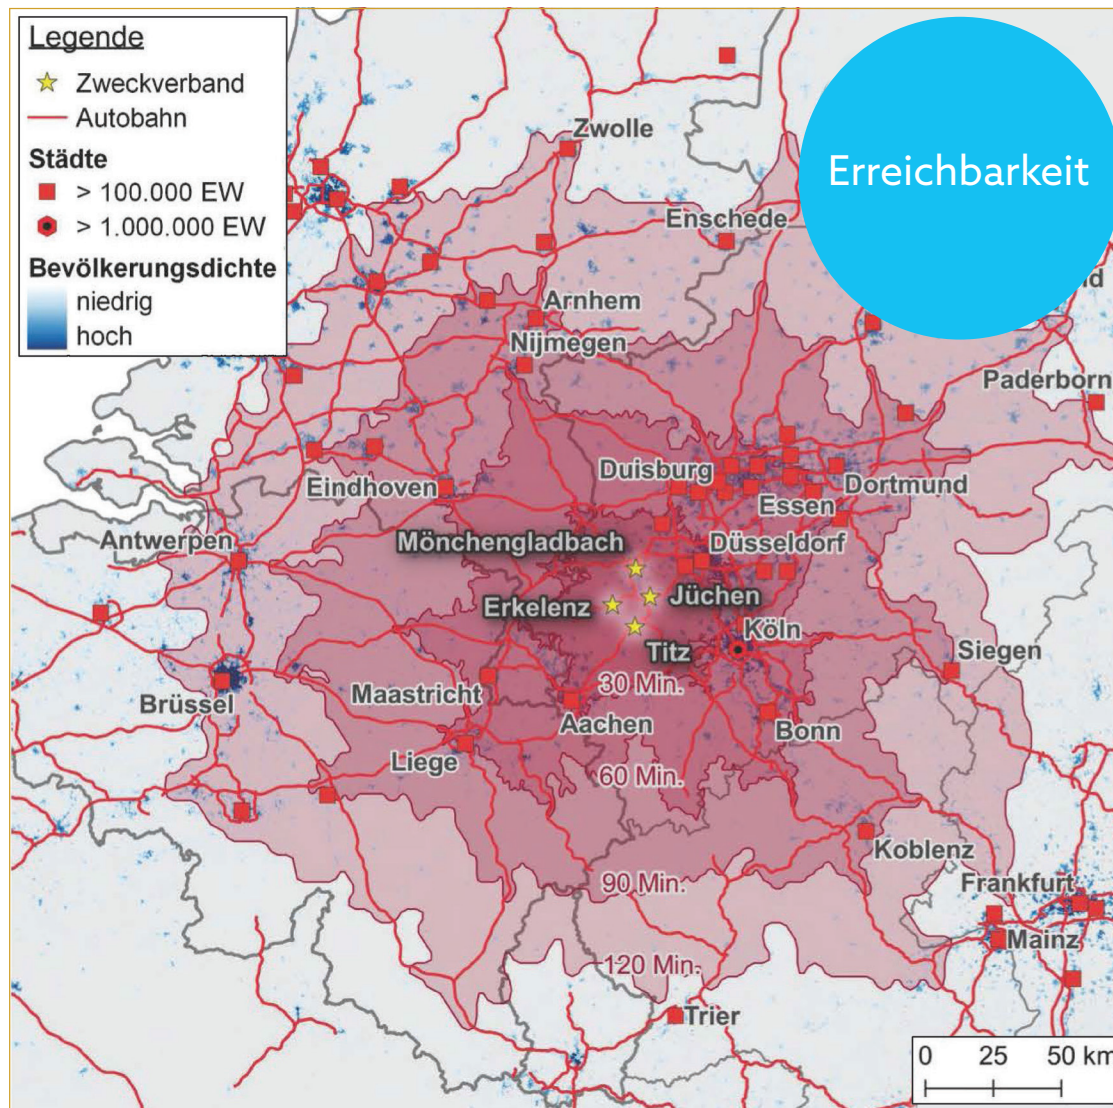 Legende
Zweckverband
Autobahn
Städte
> 100.000 EW
> 1.000.000 EW
Bevölkerungsdichte
niedrig
hoch
Erreichbarkeit
Zwolle
Enschede
Arnhem
Nijmegen
Paderborn
Duisburg
Eindhoven
Dortmund
Essen
Antwerpen
Mönchengladbach
Düsseldorf
Erkelenz
Jüchen
Köln
Titz
Siegen
30 Min.
Maastricht
Brüssel
Aachen
Bonn
Liege
60 Min.
Koblenz
90 Min.
Frankfurt
Mainz
120 Min.
Trier
0 25 50 km